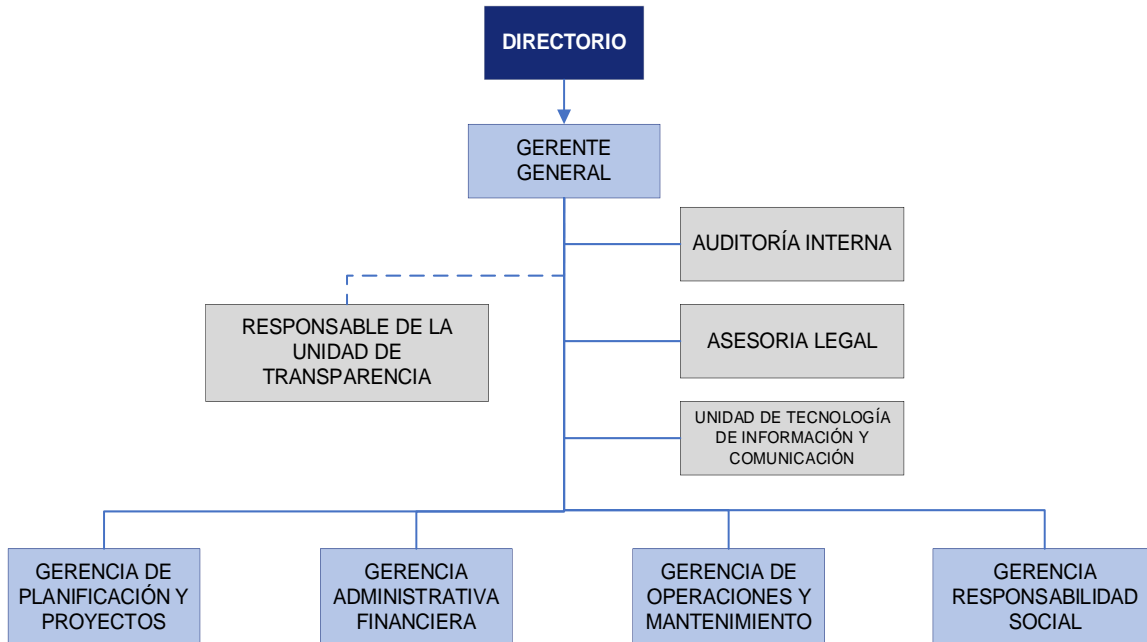 DIRECTORIO
GERENTE
GENERAL
AUDITORÍA INTERNA
RESPONSABLE DE LA
UNIDAD DE
TRANSPARENCIA
ASESORIA LEGAL
UNIDAD DE TECNOLOGÍA
DE INFORMACIÓN Y
COMUNICACIÓN
GERENCIA DE
PLANIFICACIÓN Y
PROYECTOS
GERENCIA
ADMINISTRATIVA
FINANCIERA
GERENCIA DE
OPERACIONES Y
MANTENIMIENTO
GERENCIA
RESPONSABILIDAD
SOCIAL